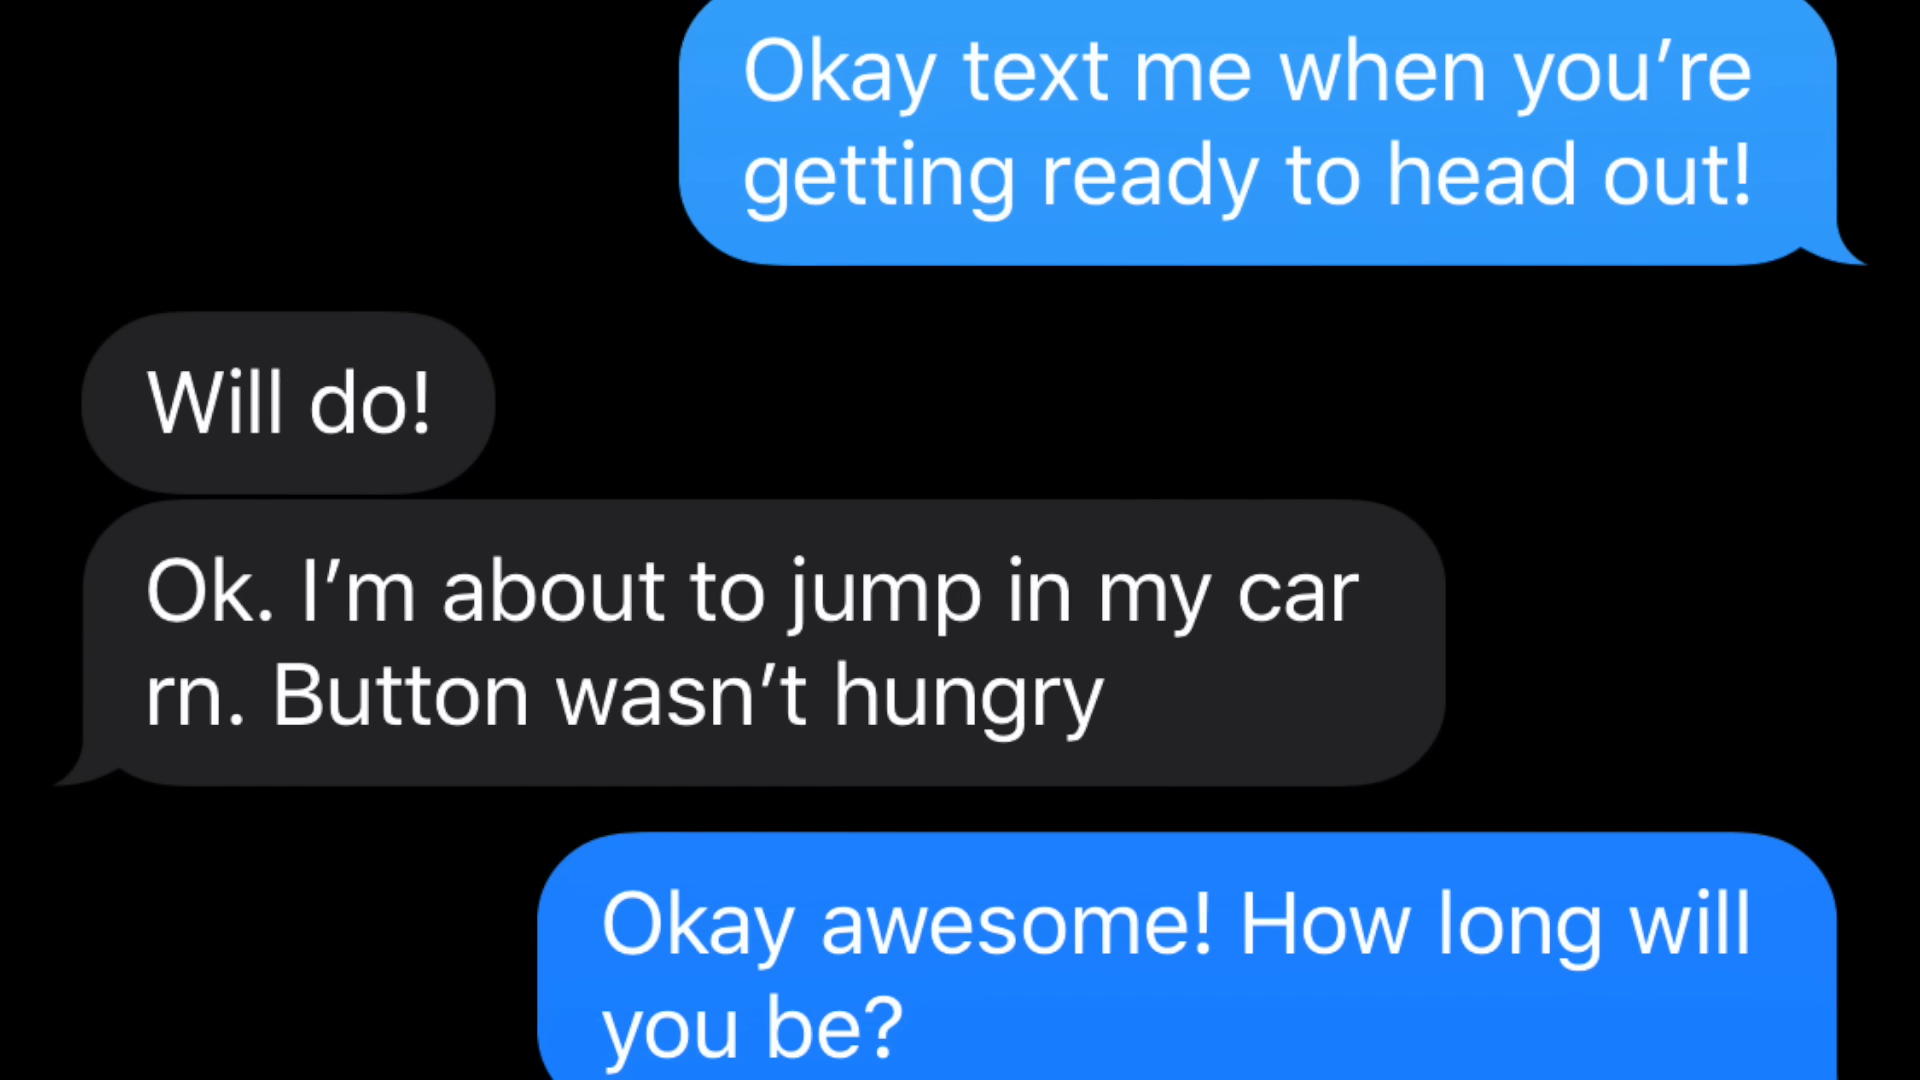 Okay text me when you’re
getting ready to head out!
Will do!
Ok. I’m about to jump in my car
rn. Button wasn’t hungry
Okay awesome! How long will
you be?